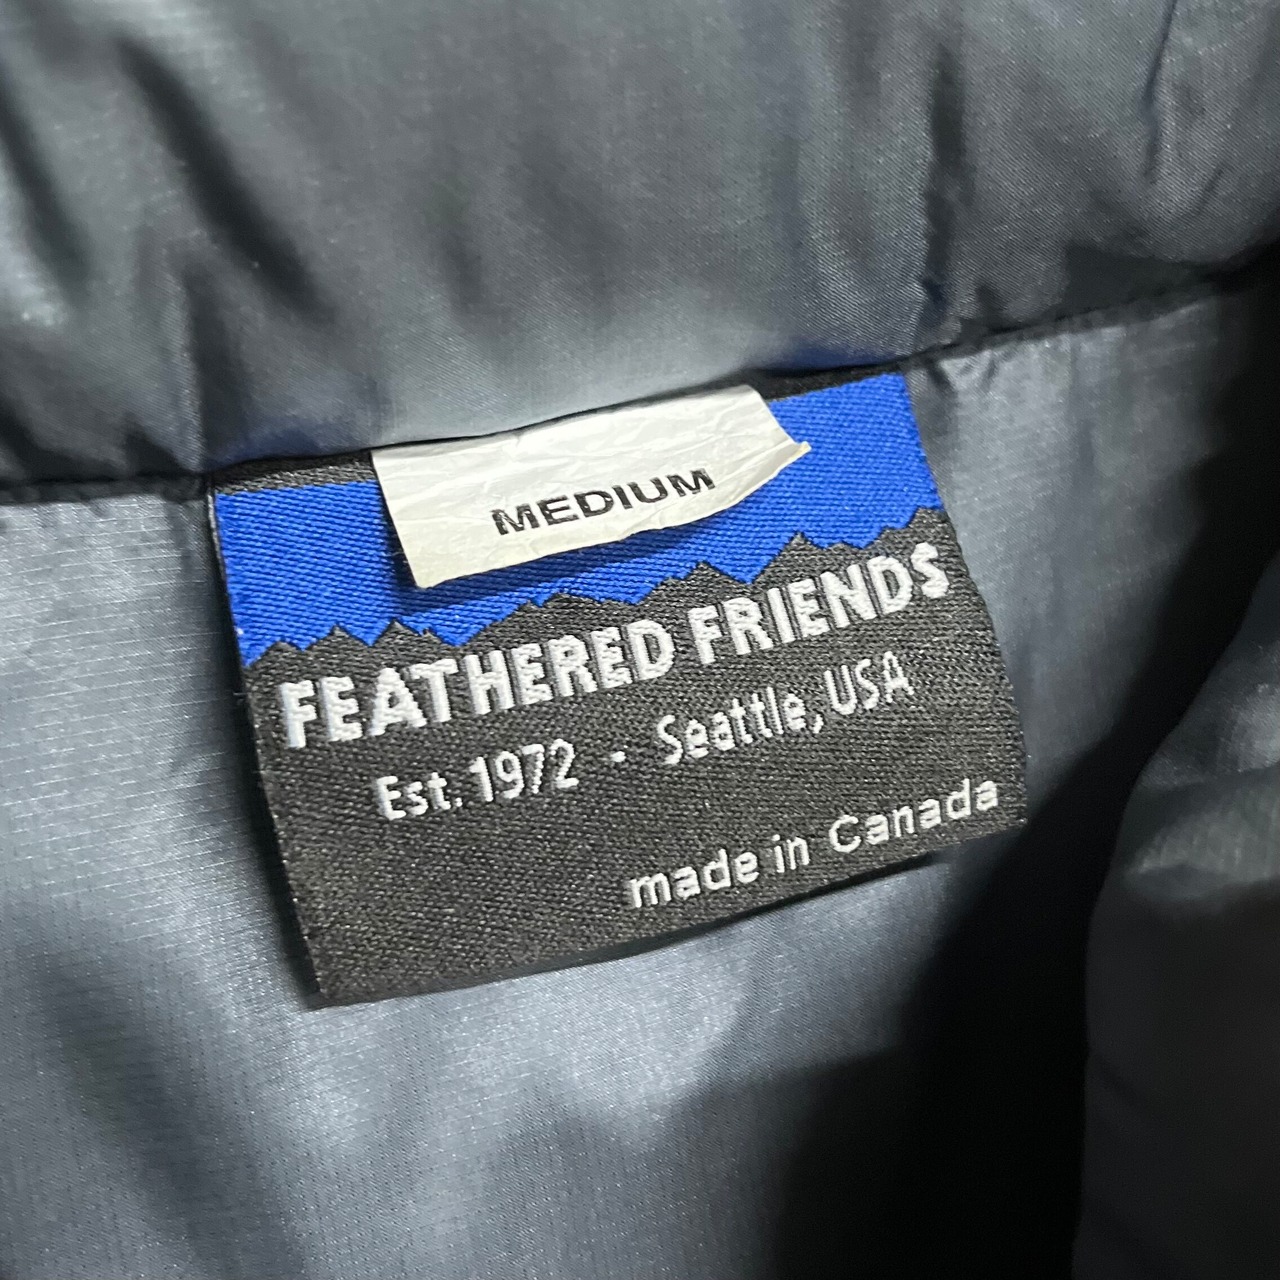 MEDIUM
FEATHERED FRIENDS
Est. 1972 · Seattle, USA
made in Canada